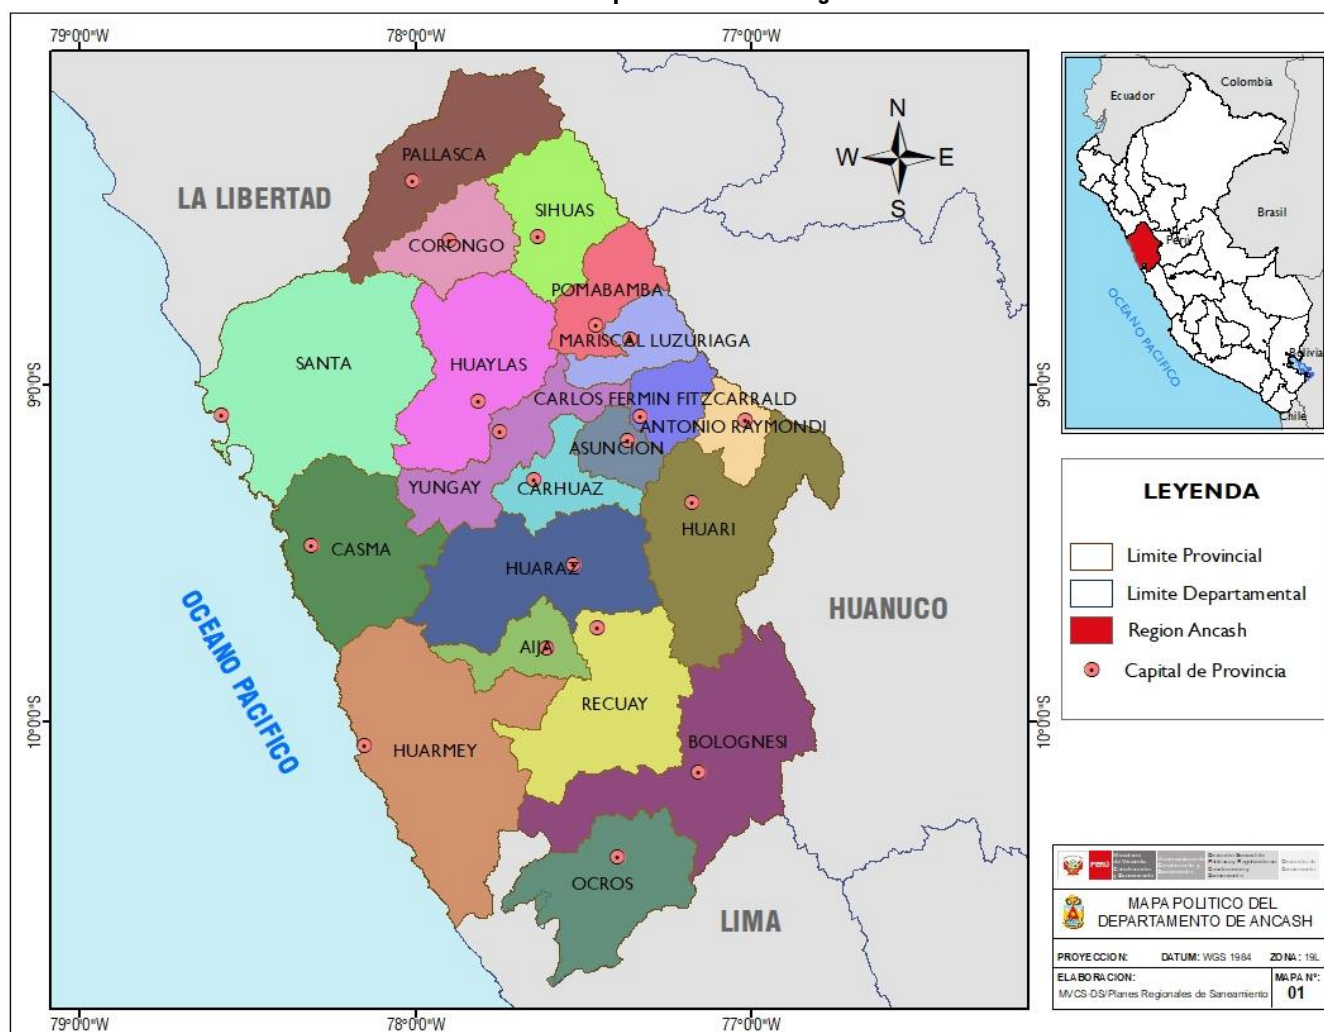 79°0'0"W
78°0'0"W
77°0'0"W
9°0'0"S
10°0'0"S
N
W
E
S
LA LIBERTAD
PALLASCA
SIHUAS
CORONGO
POMABAMBA
MARISCAL LUZURIAGA
SANTA
HUAYLAS
CARLOS FERMIN FITZCARRALD
ANTONIO RAYMONDI
ASUNCION
YUNGAY
CARHUAZ
HUARI
CASMA
HUARAZ
HUANUCO
OCEANO PACIFICO
AIJA
RECUAY
HUARMEY
BOLOGNESI
OCROS
LIMA
9°0'0"S
10°0'0"S
79°0'0"W
78°0'0"W
77°0'0"W
Ecuador
Colombia
Brasil
Perú
OCEANO PACIFICO
Bolivia
Chile
LEYENDA
Limite Provincial
Limite Departamental
Region Ancash
Capital de Provincia
PERÚ
MAPA POLITICO DEL
DEPARTAMENTO DE ANCASH
PROYECCION: DATUM: WGS 1984 ZONA: 19L
ELABORACION:
MVCS-DS/Planes Regionales de Saneamiento
MAPA N°:
01